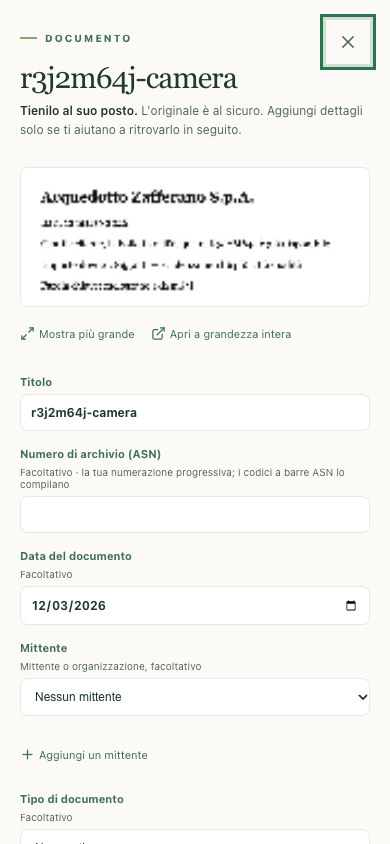 DOCUMENTO
r3j2m64j-camera
Tienilo al suo posto. L'originale è al sicuro. Aggiungi dettagli
solo se ti aiutano a ritrovarlo in seguito.
Acquedotto Zafferano S.p.A.
Mostra più grande Apri a grandezza intera
Titolo
r3j2m64j-camera
Numero di archivio (ASN)
Facoltativo · la tua numerazione progressiva; i codici a barre ASN lo
compilano
Data del documento
Facoltativo
12/03/2026
Mittente
Mittente o organizzazione, facoltativo
Nessun mittente
Aggiungi un mittente
Tipo di documento
Facoltativo